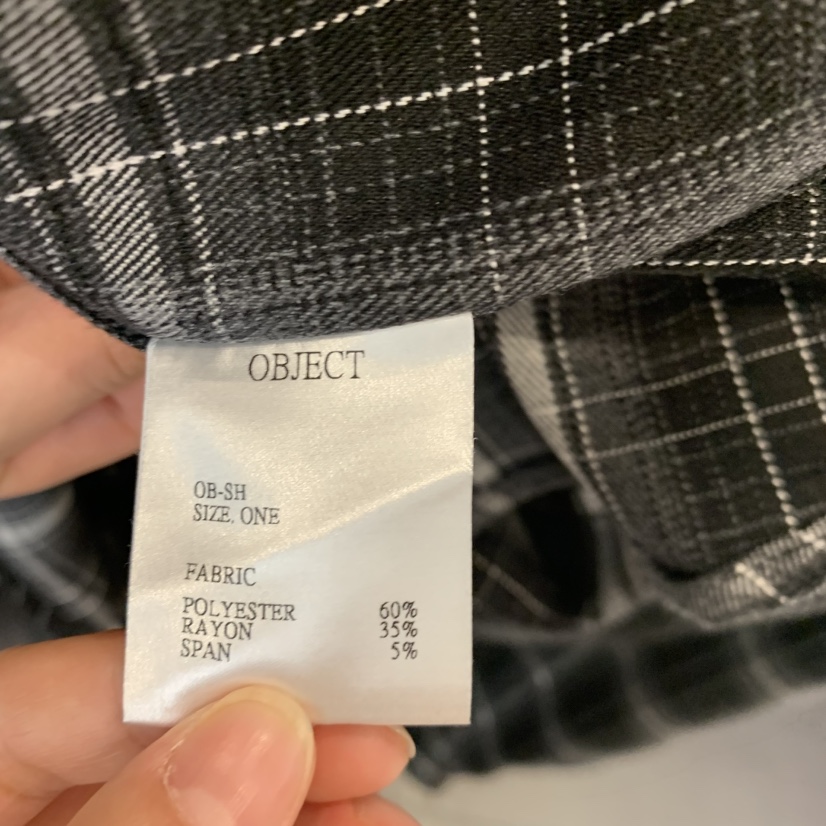 OBJECT
OB-SH
SIZE. ONE
FABRIC
POLYESTER 60%
RAYON 35%
SPAN 5%